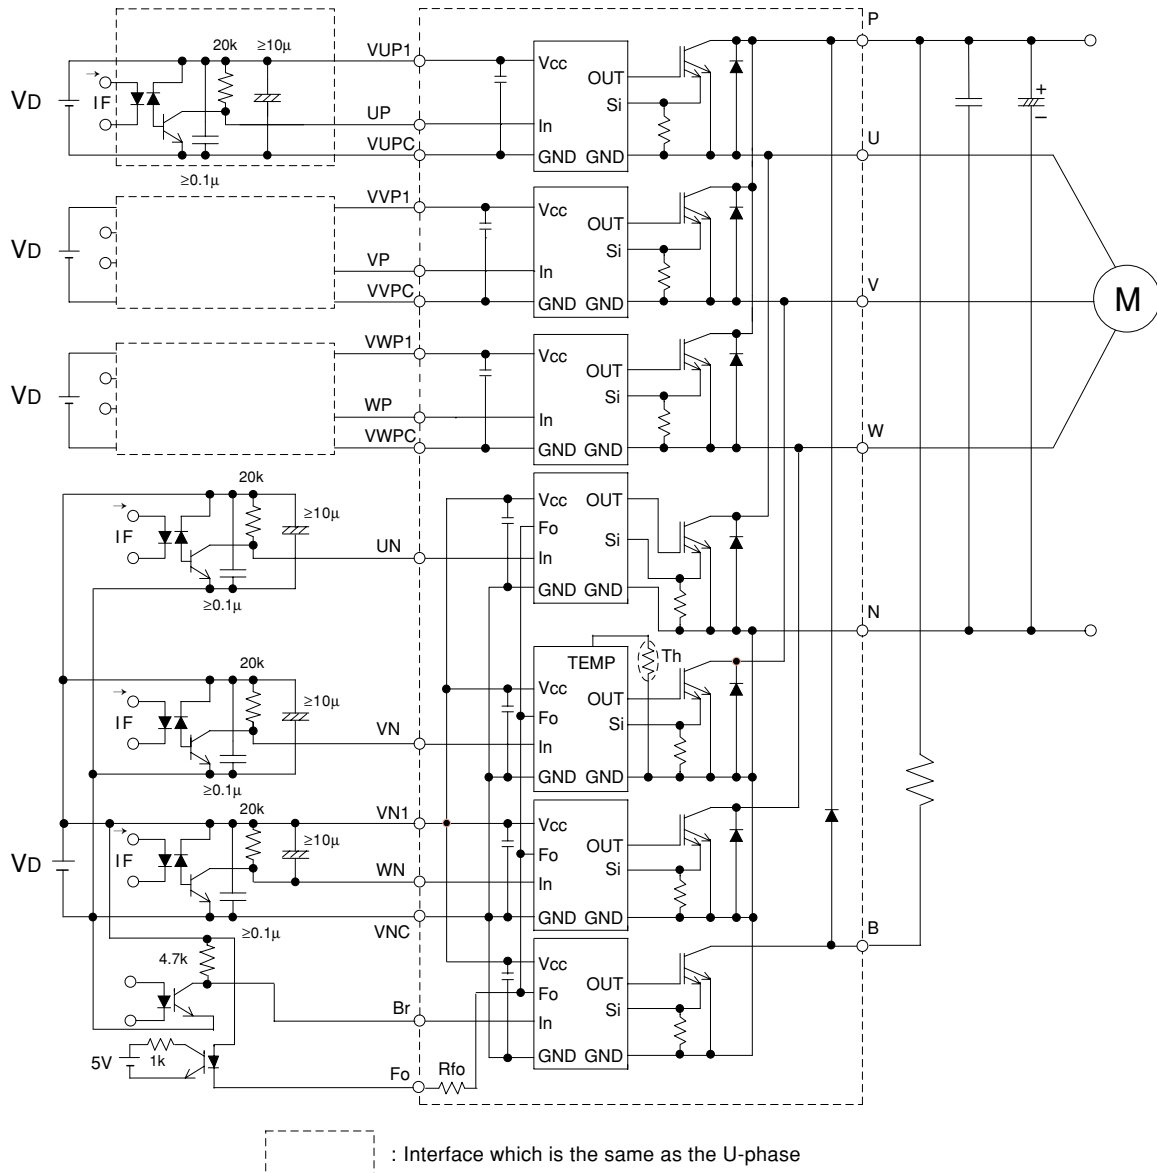 P
20k
≥10µ
VUP1
Vcc
OUT
VD
IF
Si
+
–
UP
In
U
VUPC
GND GND
≥0.1µ
VVP1
Vcc
OUT
VD
Si
VP
In
VVPC
GND GND
V
M
VWP1
Vcc
OUT
VD
Si
WP
In
VWPC
GND GND
W
20k
≥10µ
IF
UN
Vcc
OUT
Fo
Si
In
GND GND
≥0.1µ
N
20k
≥10µ
IF
VN
TEMP
Th
Vcc
OUT
Fo
Si
In
GND GND
≥0.1µ
20k
≥10µ
VN1
Vcc
OUT
VD
IF
Fo
Si
WN
In
VNC
GND GND
≥0.1µ
B
4.7k
Vcc
OUT
Fo
Si
Br
In
GND GND
5V
1k
Fo
Rfo
: Interface which is the same as the U-phase